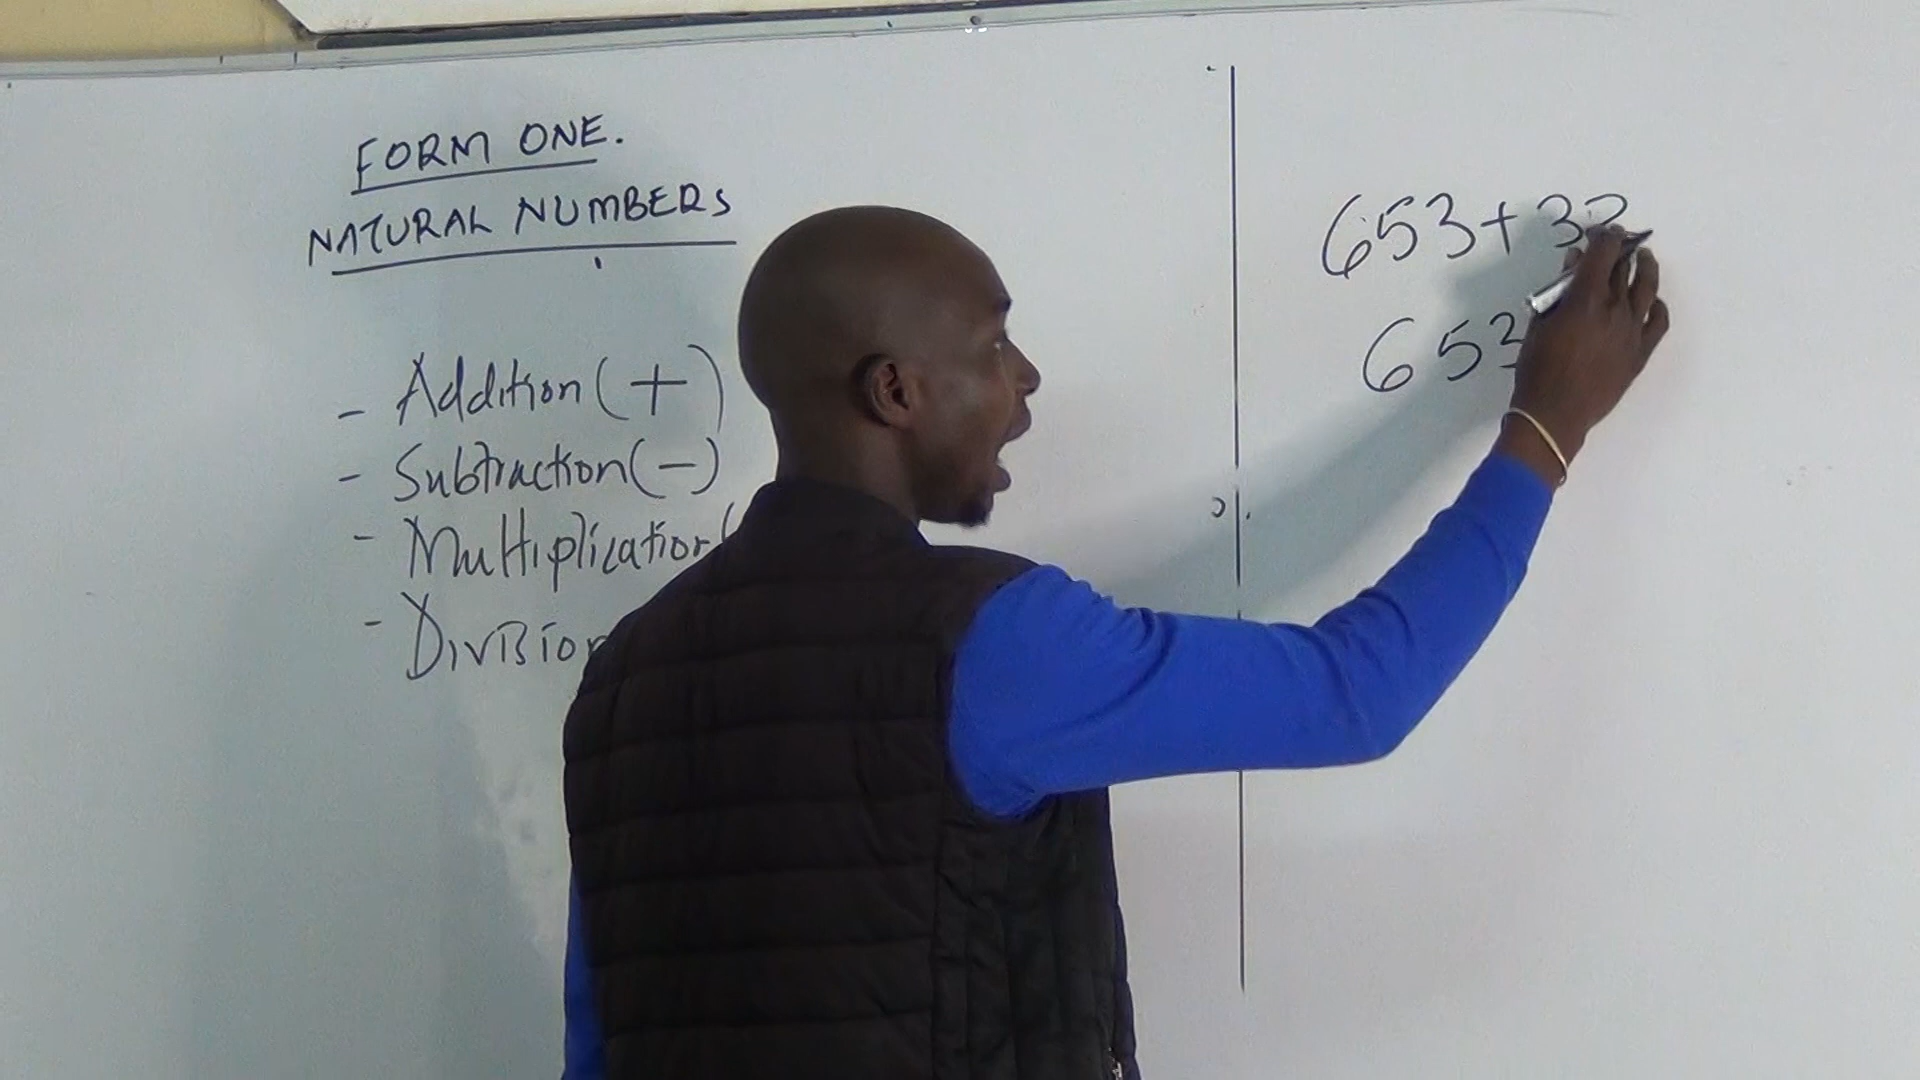 FORM ONE.
NATURAL NUMBERS
- Addition (+)
- Subtraction (-)
- Multiplication (
- Division
653+32
653